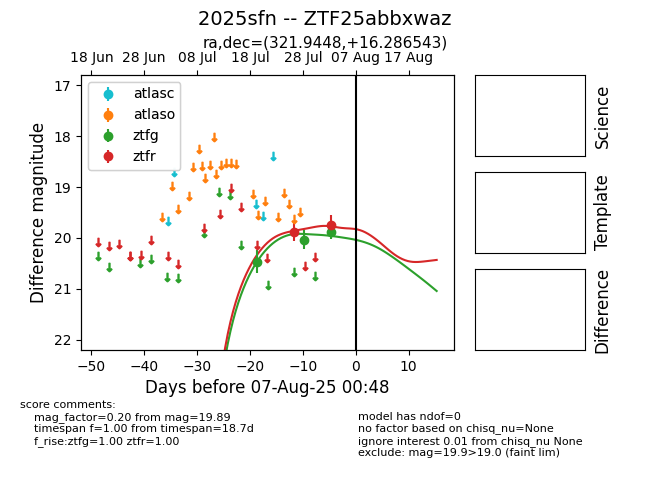 2025sfn -- ZTF25abbxwaz
ra,dec=(321.9448,+16.286543)
18 Jun 28 Jun 08 Jul 18 Jul 28 Jul 07 Aug 17 Aug
17
18
19
20
21
22
Difference magnitude
atlasc
atlaso
ztfg
ztfr
−50 −40 −30 −20 −10 0 10
Days before 07-Aug-25 00:48
Science
Template
Difference
score comments:
mag_factor=0.20 from mag=19.89
timespan f=1.00 from timespan=18.7d
f_rise:ztfg=1.00 ztfr=1.00
model has ndof=0
no factor based on chisq_nu=None
ignore interest 0.01 from chisq_nu None
exclude: mag=19.9>19.0 (faint lim)